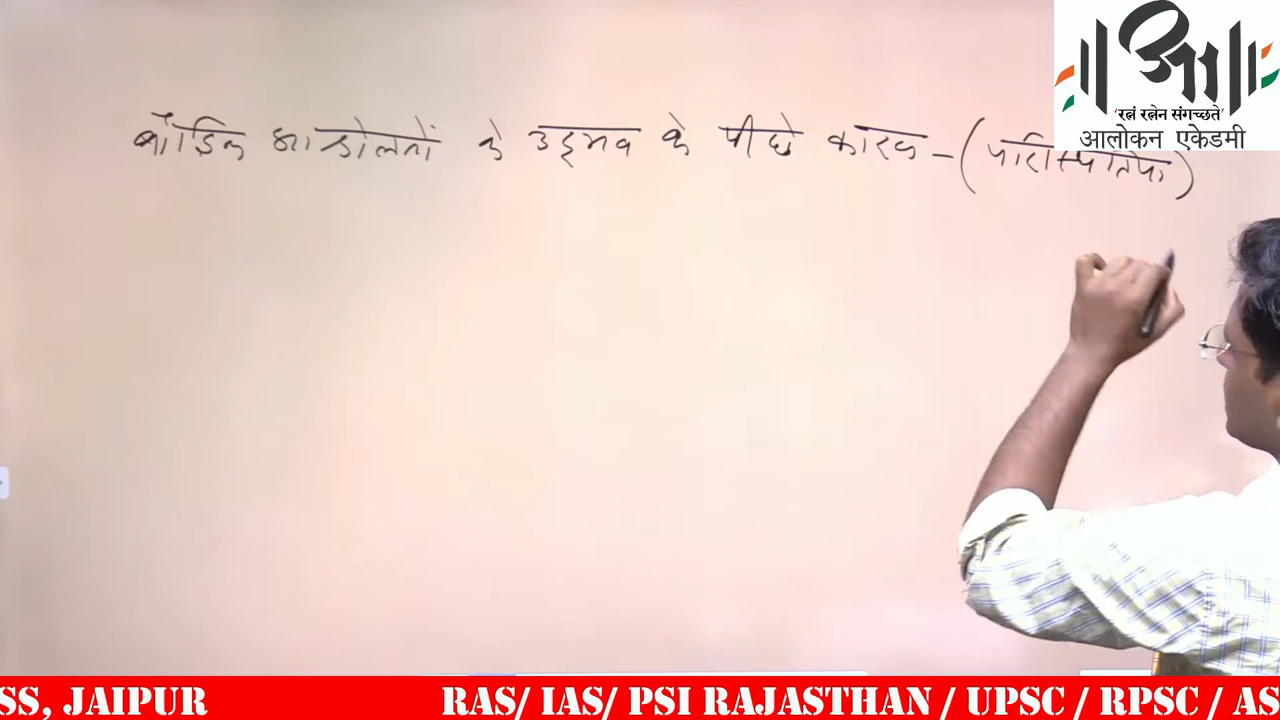 बौद्धिक आन्दोलनों के उद्भव के पीछे कारक - (परिस्थितियां)
'रत्नं रत्नेन संगच्छते'
आलोकन एकेडमी
SS, JAIPUR RAS/ IAS/ PSI RAJASTHAN / UPSC / RPSC / AS